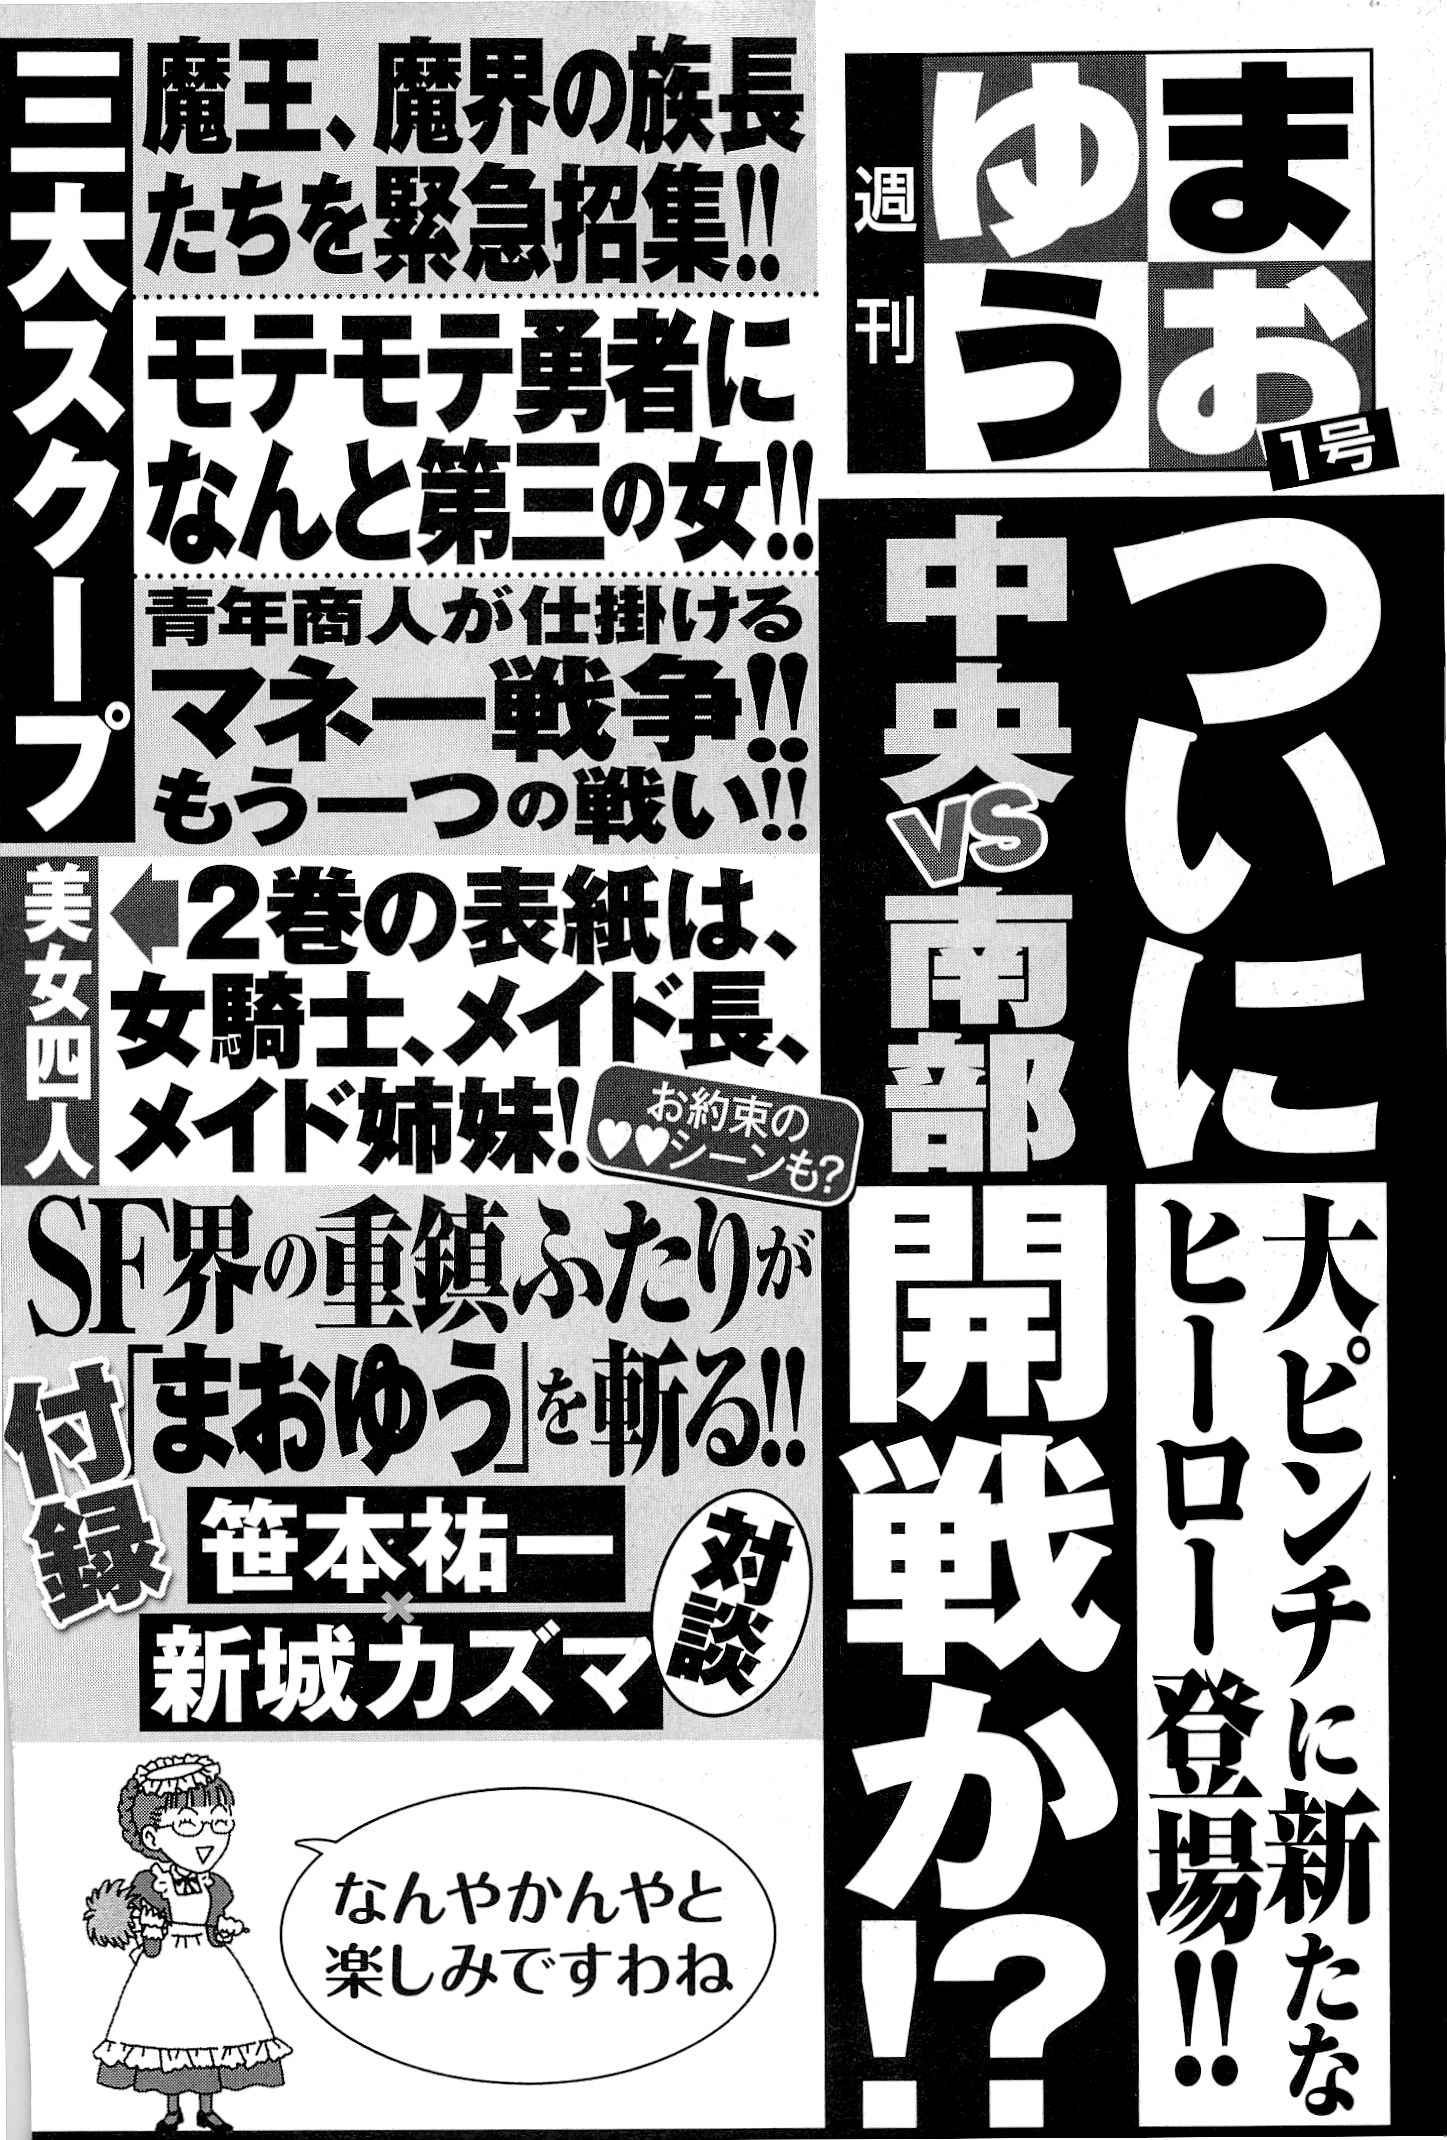 まお
ゆう
週刊
1号
ついに
中央
VS
南部
開戦か!?
大ピンチに新たな
ヒーロー登場!!
三大スクープ
魔王、魔界の族長
たちを緊急招集!!
モテモテ勇者に
なんと第三の女!!
青年商人が仕掛ける
マネー戦争!!
もう一つの戦い!!
美女四人
2巻の表紙は、
女騎士、メイド長、
メイド姉妹!
お約束の
♥♥シーンも?
SF界の重鎮ふたりが
「まおゆう」を斬る!!
付録
笹本祐一
×
新城カズマ
対談
なんやかんやと
楽しみですわね